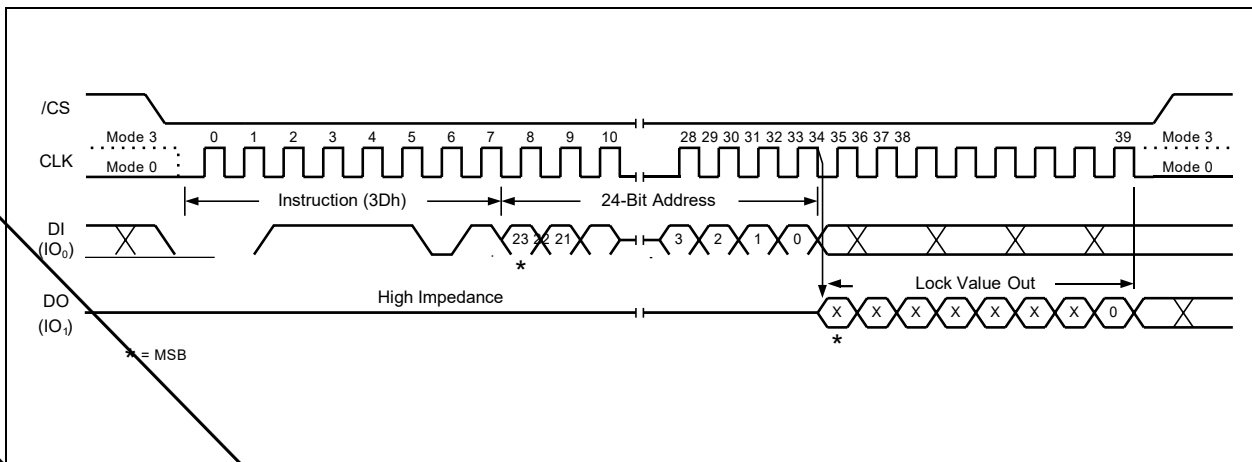 /CS
Mode 3 0 1 2 3 4 5 6 7 8 9 10 28 29 30 31 32 33 34 35 36 37 38 39 Mode 3
CLK
Mode 0 Mode 0
Instruction (3Dh) 24-Bit Address
DI
(IO₀)
23 22 21 3 2 1 0
*
Lock Value Out
High Impedance
DO
(IO₁)
X X X X X X X 0
*
* = MSB